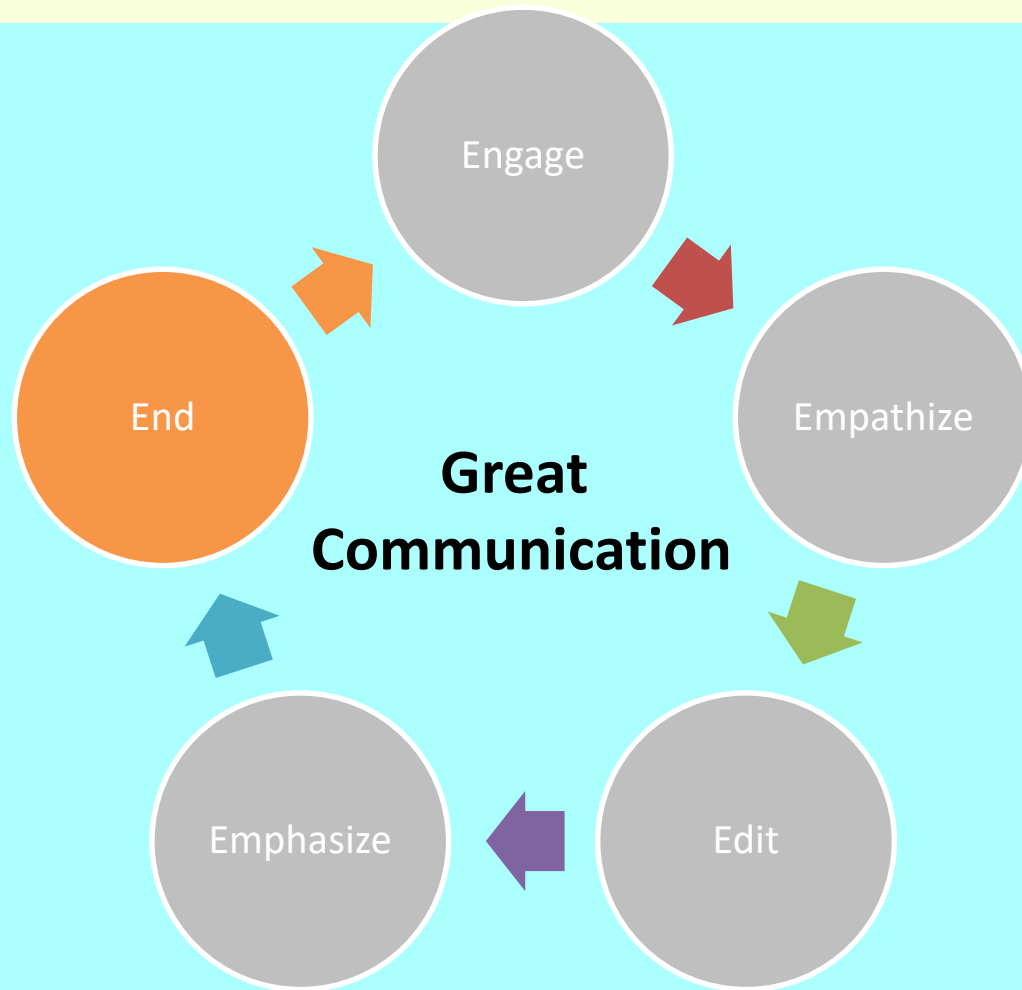 Engage
Empathize
End
Great
Communication
Emphasize
Edit